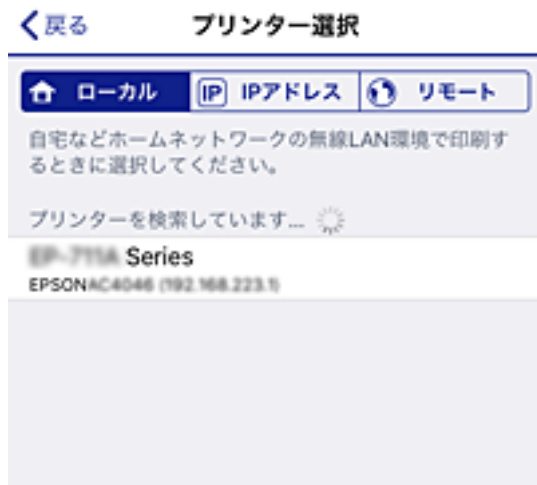 戻る
プリンター選択
ローカル
IP IPアドレス
リモート
自宅などホームネットワークの無線LAN環境で印刷す
るときに選択してください。
プリンターを検索しています...
Series
EPSON